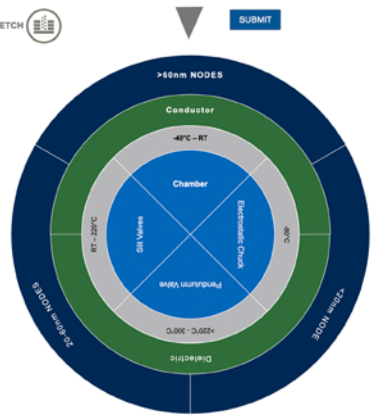 ETCH
SUBMIT
>60nm NODES
Conductor
-40°C – RT
Chamber
RT – 220°C
Slit Valves
Electrostatic Chuck
-80°C
Pendulumn Valve
>220°C - 300°C
20-60nm NODES
<20nm NODE
Dielectric